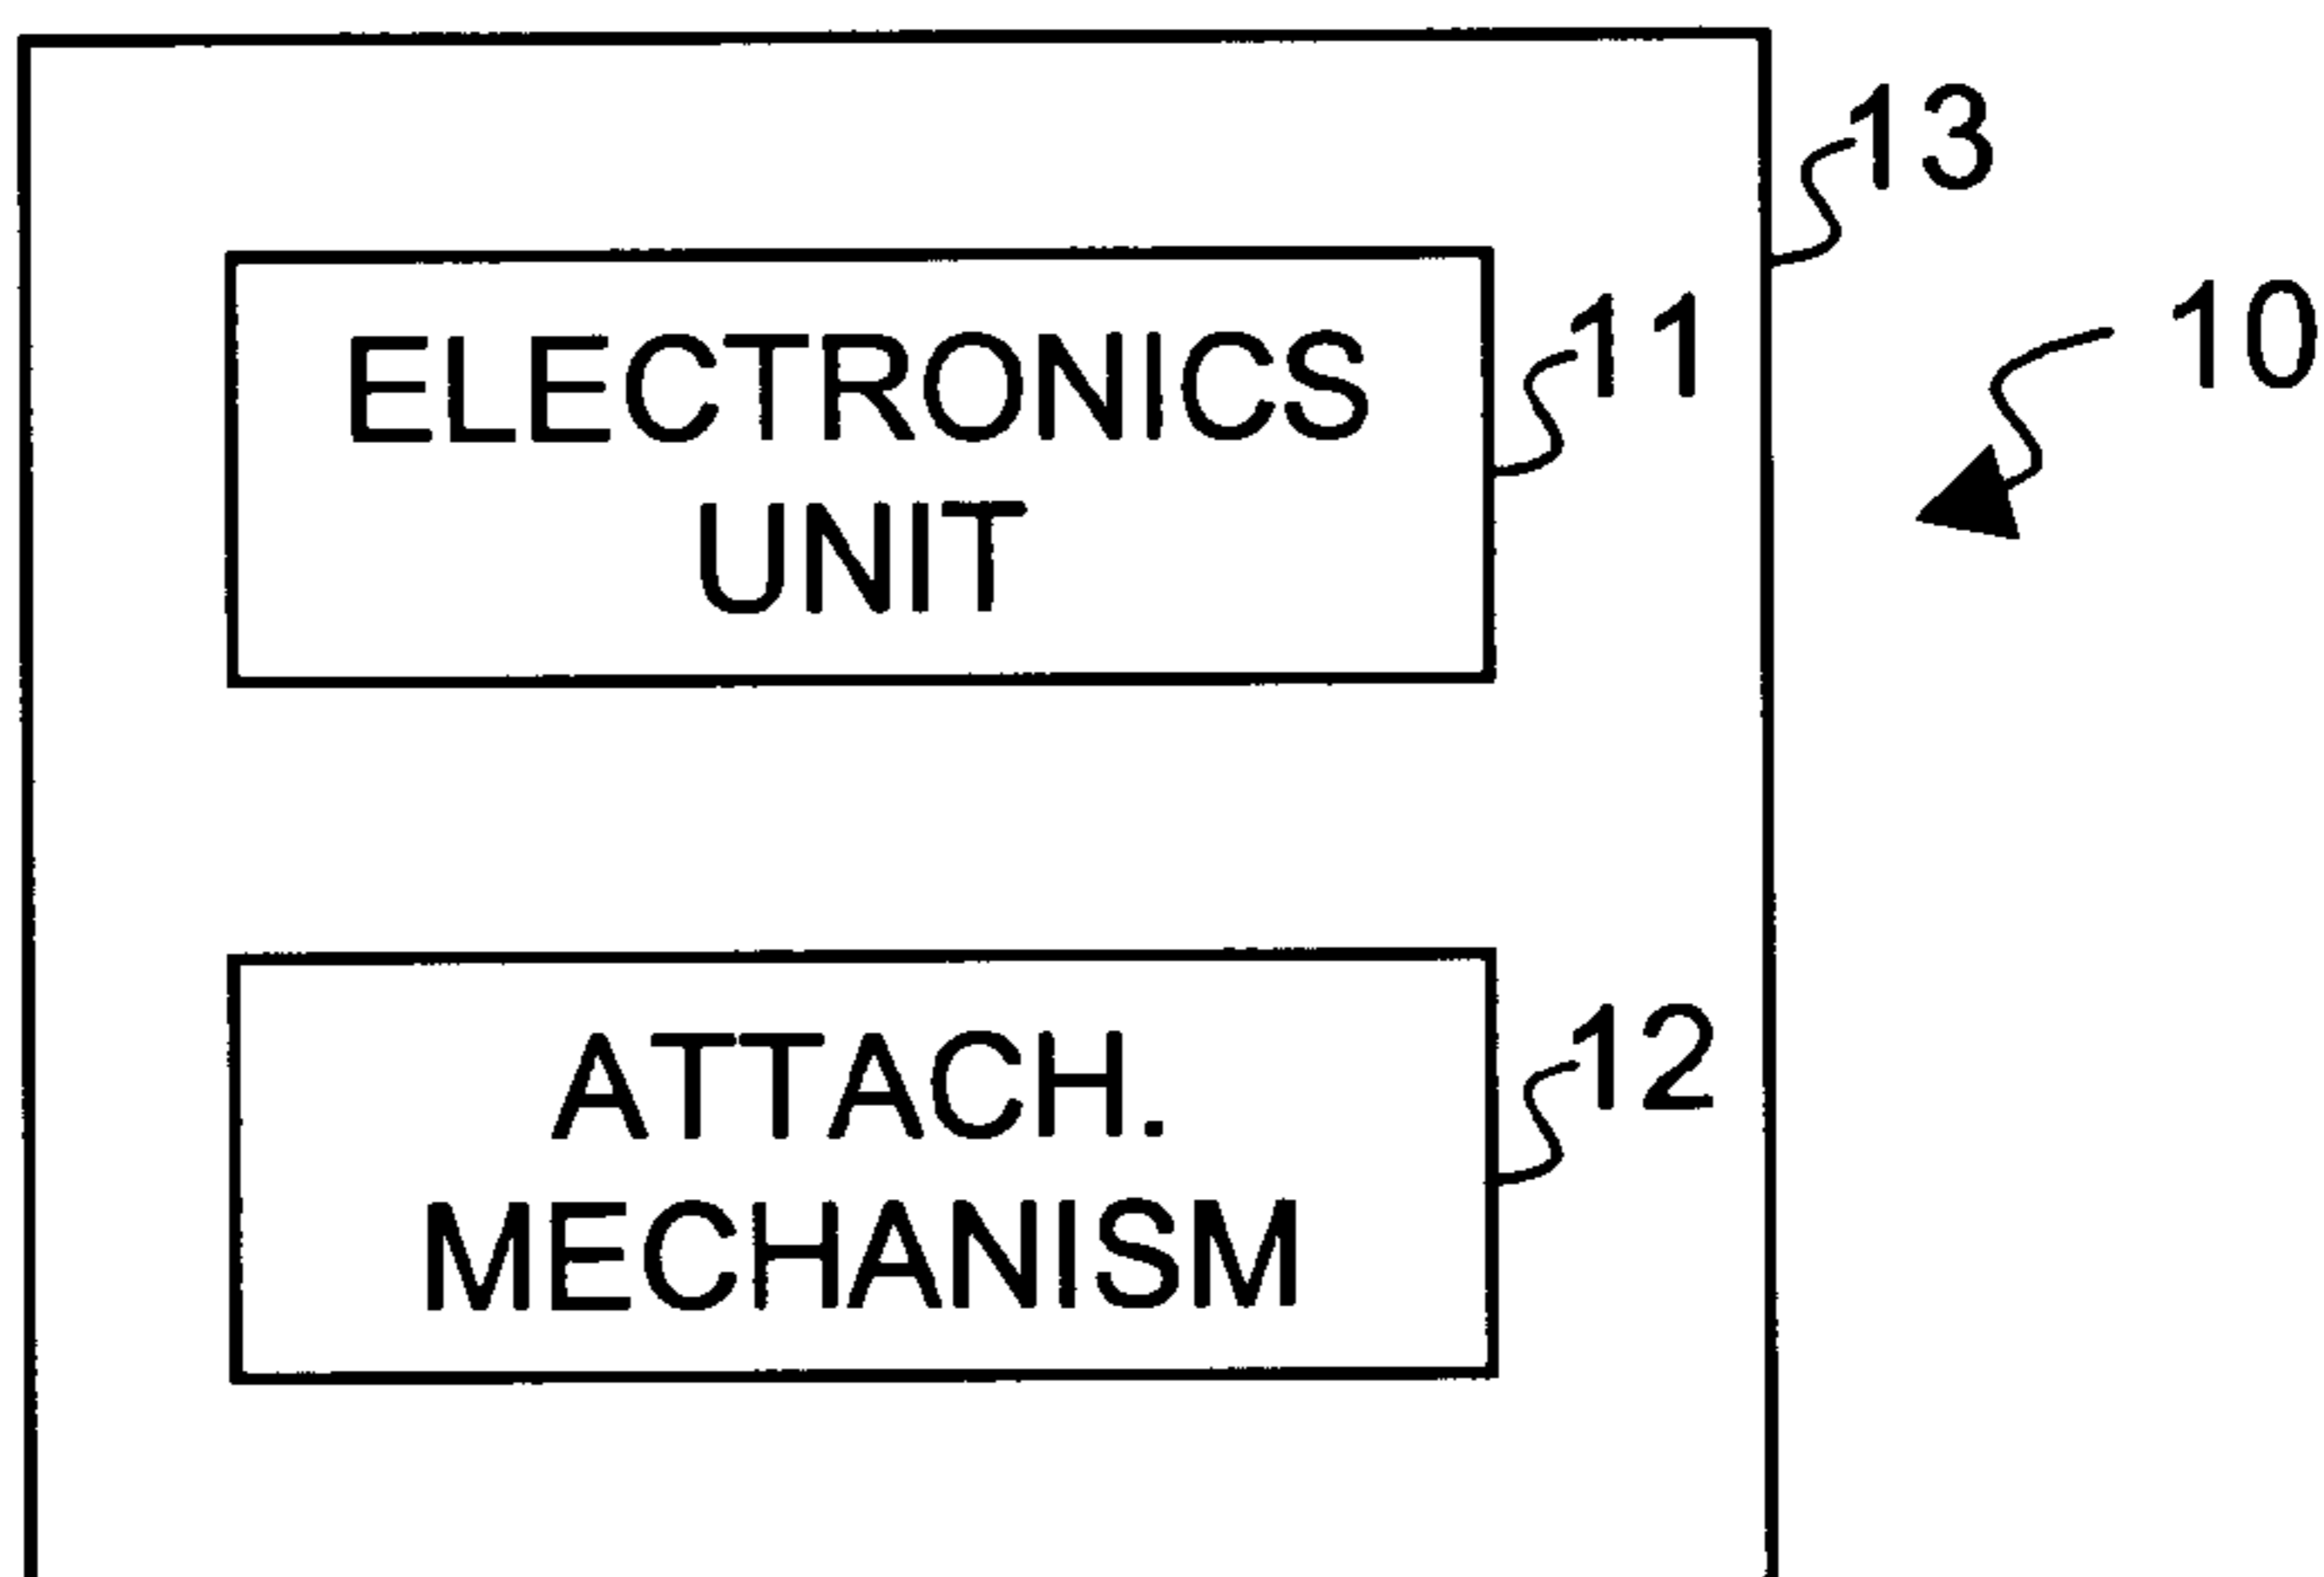 13
10
ELECTRONICS
UNIT
11
ATTACH.
MECHANISM
12